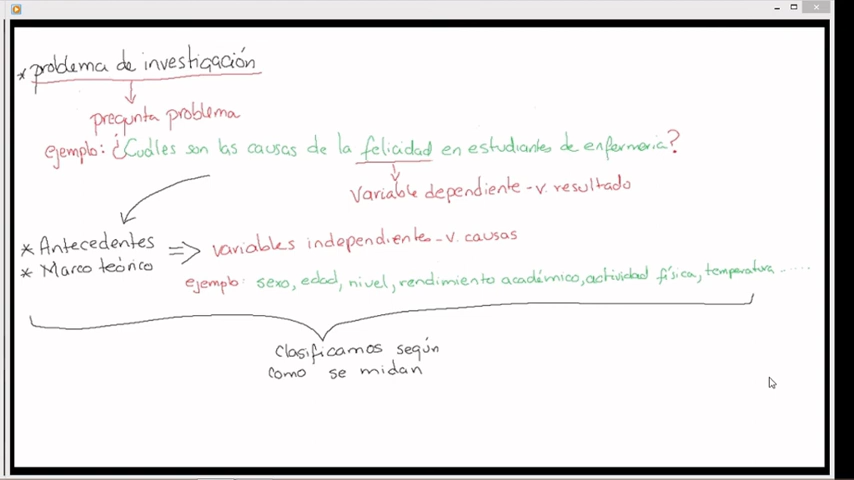 * problema de investigación
pregunta problema
ejemplo: ¿Cuáles son las causas de la felicidad en estudiantes de enfermería?
Variable dependiente - v. resultado
* Antecedentes => variables independientes - v. causas
* Marco teórico
ejemplo: sexo, edad, nivel, rendimiento académico, actividad física, temperatura ......
Clasificamos según
como se midan